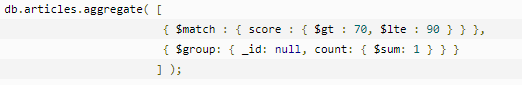 db.articles.aggregate( [
{ $match : { score : { $gt : 70, $lte : 90 } } },
{ $group: { _id: null, count: { $sum: 1 } } }
] );